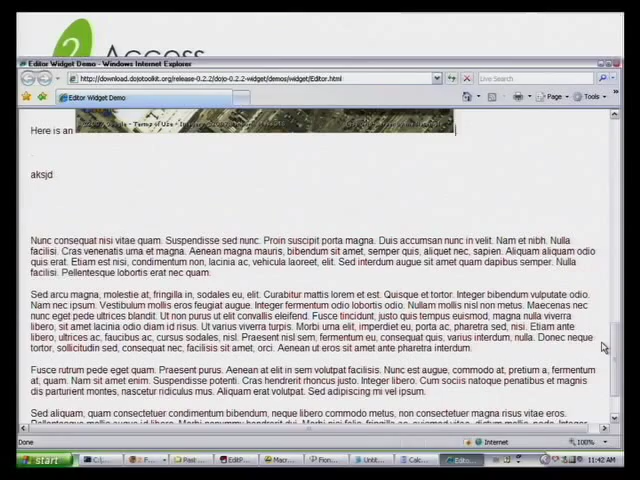 2 Access
Editor Widget Demo - Windows Internet Explorer
http://download.dojotoolkit.org/release-0.2.2/dojo-0.2.2-widget/demos/widget/Editor.html
Live Search
Editor Widget Demo
Page
Tools
Here is an
Terms of Use
aksjd
Nunc consequat nisi vitae quam. Suspendisse sed nunc. Proin suscipit porta magna. Duis accumsan nunc in velit. Nam et nibh. Nulla
facilisi. Cras venenatis urna et magna. Aenean magna mauris, bibendum sit amet, semper quis, aliquet nec, sapien. Aliquam aliquam odio
quis erat. Etiam est nisi, condimentum non, lacinia ac, vehicula laoreet, elit. Sed interdum augue sit amet quam dapibus semper. Nulla
facilisi. Pellentesque lobortis erat nec quam.
Sed arcu magna, molestie at, fringilla in, sodales eu, elit. Curabitur mattis lorem et est. Quisque et tortor. Integer bibendum vulputate odio.
Nam nec ipsum. Vestibulum mollis eros feugiat augue. Integer fermentum odio lobortis odio. Nullam mollis nisl non metus. Maecenas nec
nunc eget pede ultrices blandit. Ut non purus ut elit convallis eleifend. Fusce tincidunt, justo quis tempus euismod, magna nulla viverra
libero, sit amet lacinia odio diam id risus. Ut varius viverra turpis. Morbi urna elit, imperdiet eu, porta ac, pharetra sed, nisi. Etiam ante
libero, ultrices ac, faucibus ac, cursus sodales, nisl. Praesent nisl sem, fermentum eu, consequat quis, varius interdum, nulla. Donec neque
tortor, sollicitudin sed, consequat nec, facilisis sit amet, orci. Aenean ut eros sit amet ante pharetra interdum.
Fusce rutrum pede eget quam. Praesent purus. Aenean at elit in sem volutpat facilisis. Nunc est augue, commodo at, pretium a, fermentum
at, quam. Nam sit amet enim. Suspendisse potenti. Cras hendrerit rhoncus justo. Integer libero. Cum sociis natoque penatibus et magnis
dis parturient montes, nascetur ridiculus mus. Aliquam erat volutpat. Sed adipiscing mi vel ipsum.
Sed aliquam, quam consectetuer condimentum bibendum, neque libero commodo metus, non consectetuer magna risus vitae eros.
Done
Internet
100%
start
C:\
2 F...
Past...
EditP...
Macr...
Fion...
Untit...
Calc...
Edito...
11:42 AM